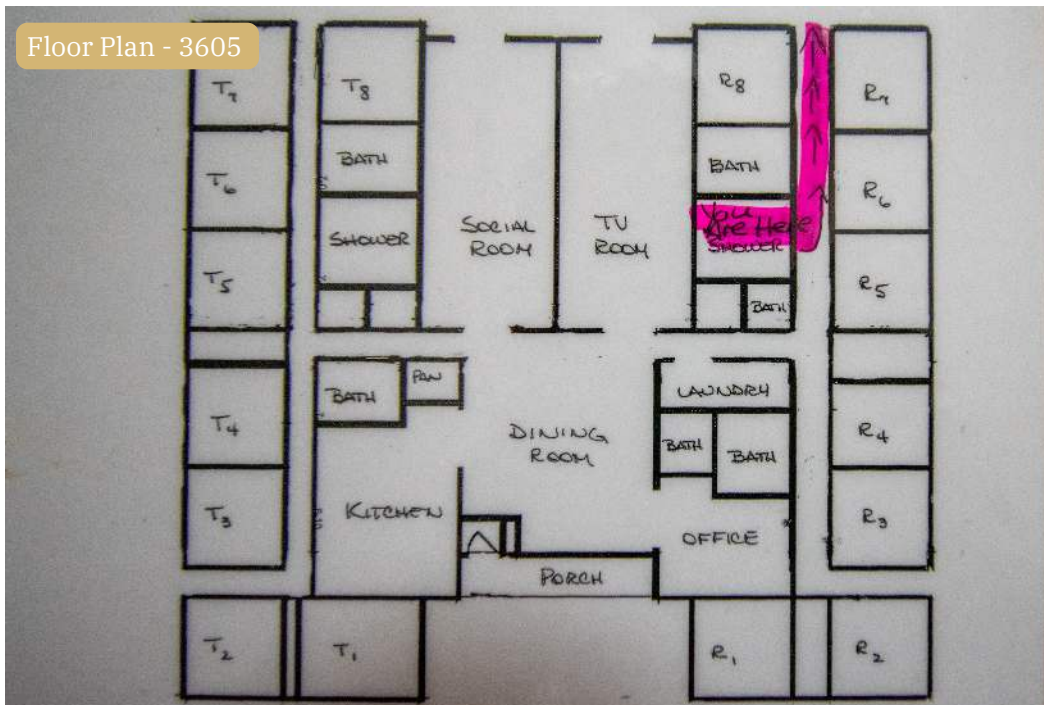 Floor Plan - 3605
T7
T8
R8
R7
BATH
BATH
T6
R6
You
Are Here
SHOWER
SOCIAL
ROOM
TV
ROOM
SHOWER
T5
R5
BATH
BATH
PAN
LAUNDRY
T4
DINING
ROOM
BATH
BATH
R4
T3
KITCHEN
OFFICE
R3
PORCH
T2
T1
R1
R2